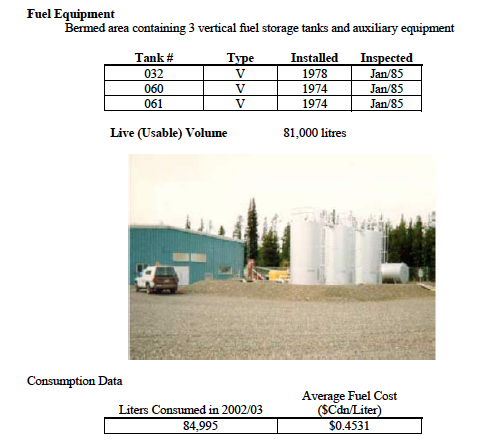 Fuel Equipment
Bermed area containing 3 vertical fuel storage tanks and auxiliary equipment
Tank # Type Installed Inspected
032 V 1978 Jan/85
060 V 1974 Jan/85
061 V 1974 Jan/85
Live (Usable) Volume 81,000 litres
Consumption Data
Liters Consumed in 2002/03 Average Fuel Cost
($Cdn/Liter)
84,995 $0.4531